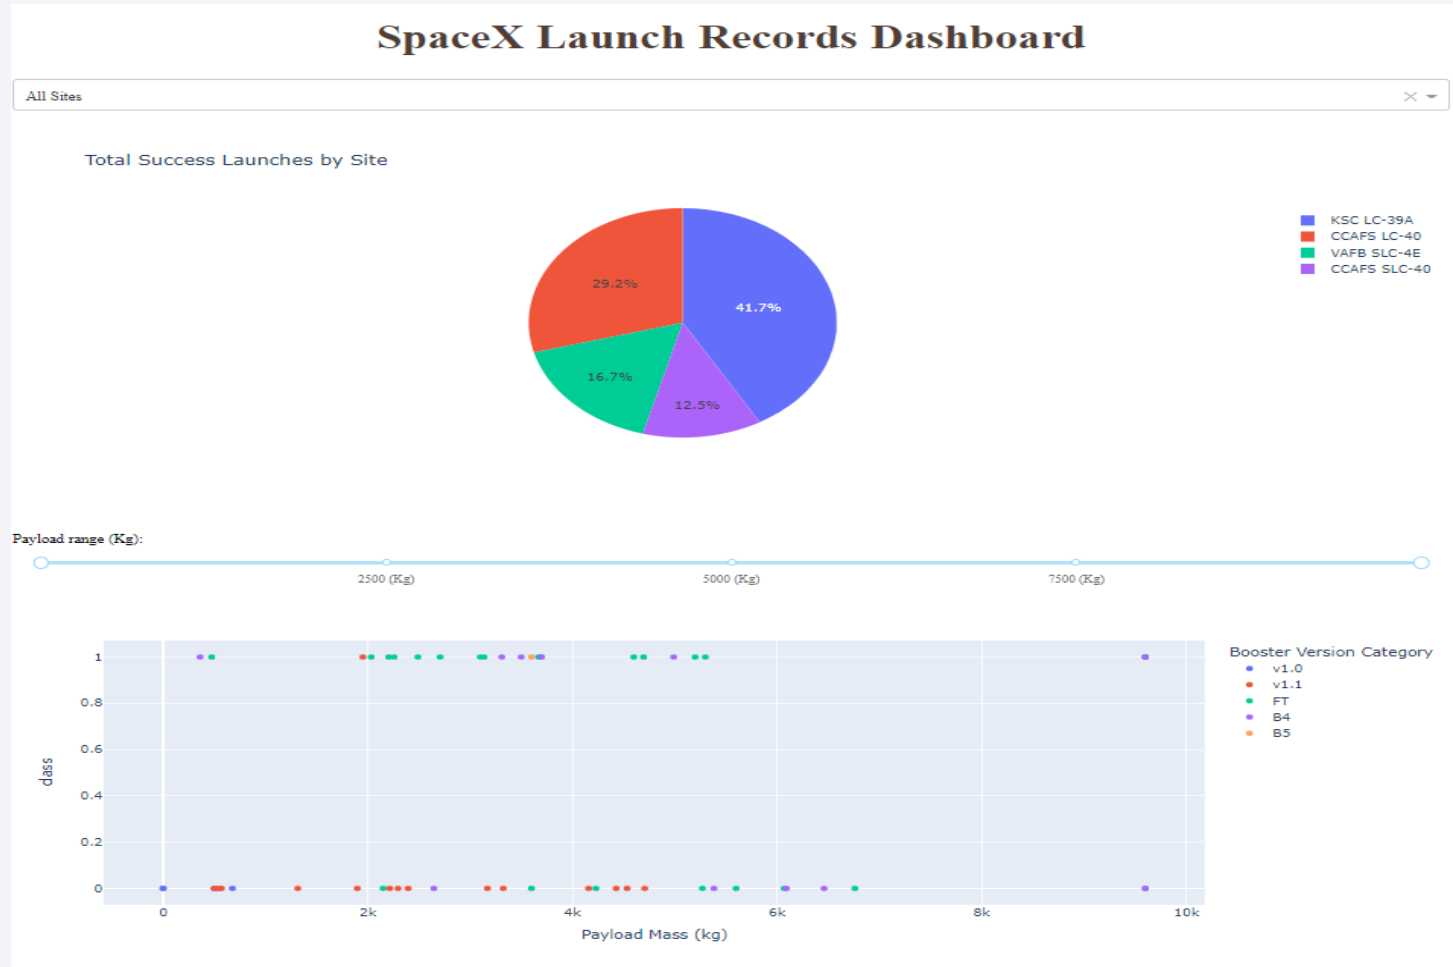 SpaceX Launch Records Dashboard
All Sites
Total Success Launches by Site
KSC LC-39A
CCAFS LC-40
VAFB SLC-4E
CCAFS SLC-40
29.2%
41.7%
16.7%
12.5%
Payload range (Kg):
2500 (Kg) 5000 (Kg) 7500 (Kg)
Booster Version Category
v1.0
v1.1
FT
B4
B5
class
1
0.8
0.6
0.4
0.2
0
0 2k 4k 6k 8k 10k
Payload Mass (kg)